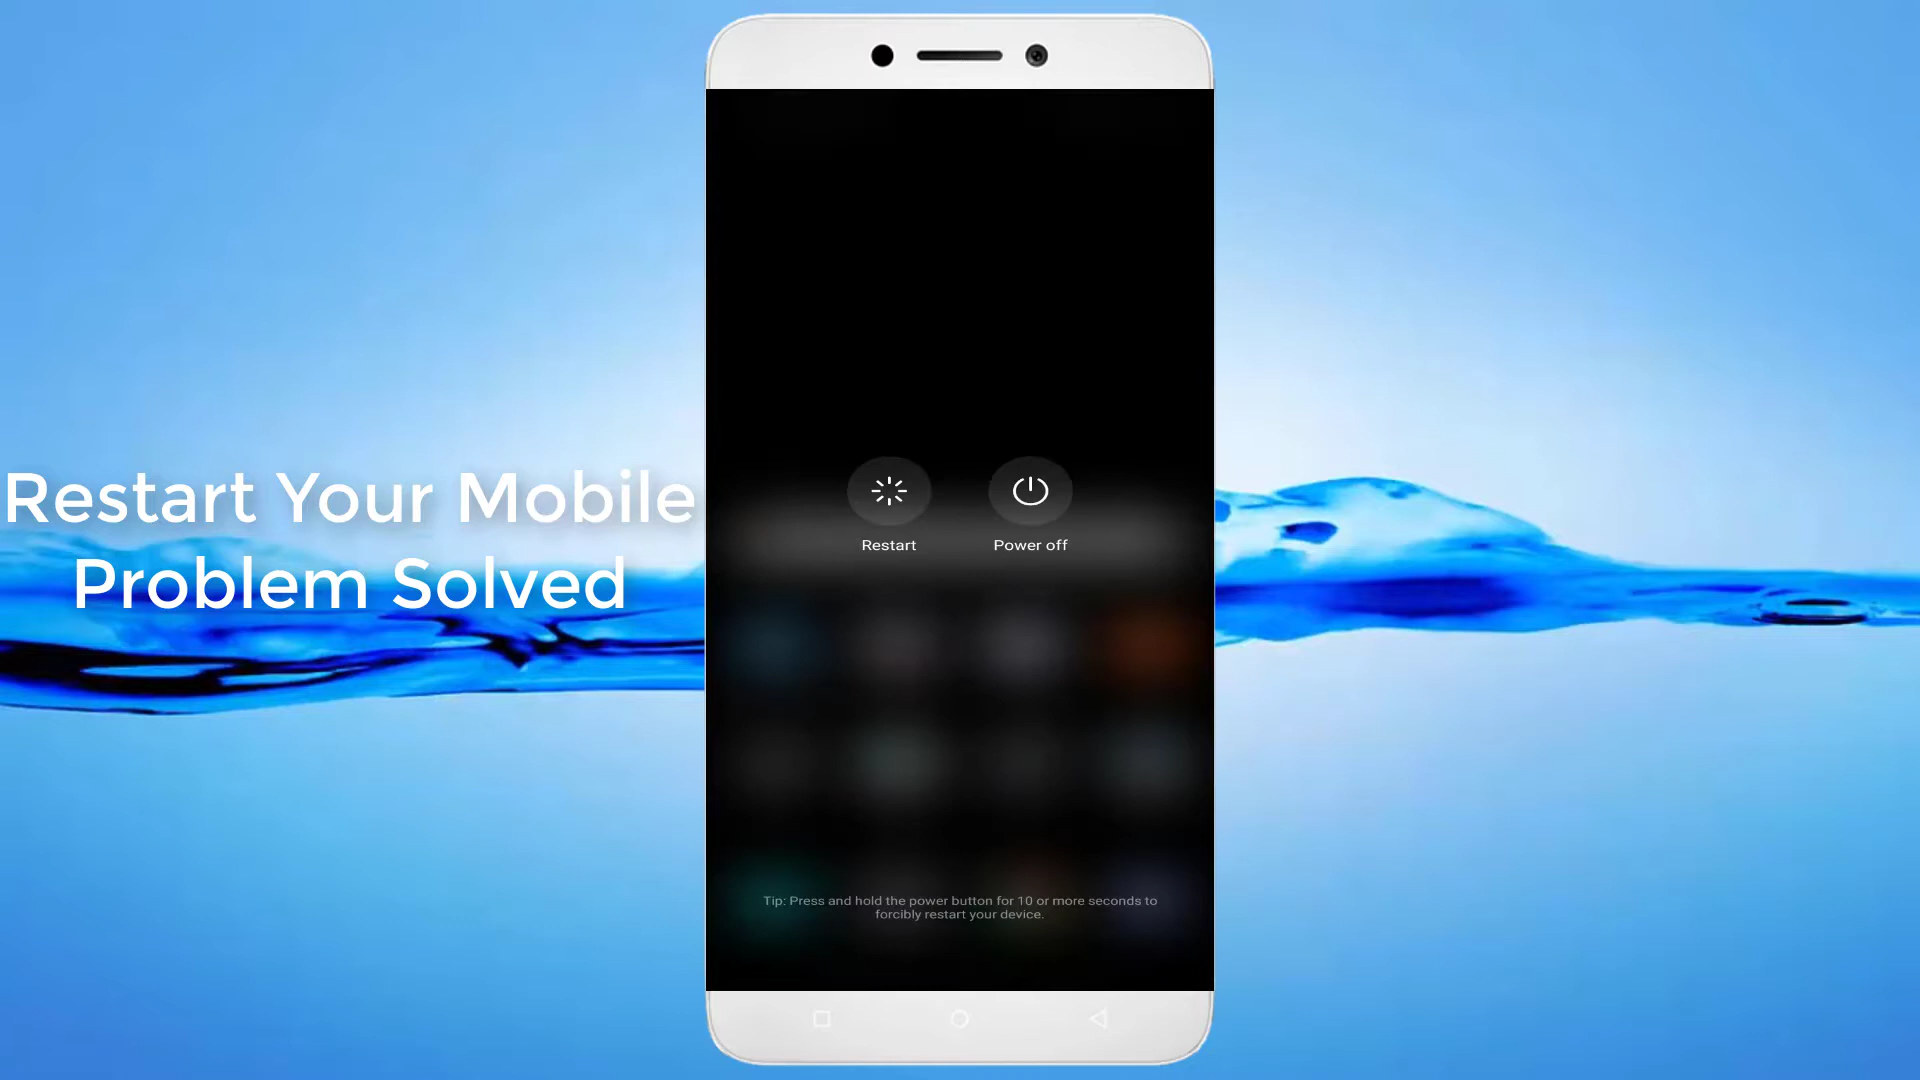 Restart Your Mobile
Problem Solved
Restart
Power off
Tip: Press and hold the power button for 10 or more seconds to
forcibly restart your device.